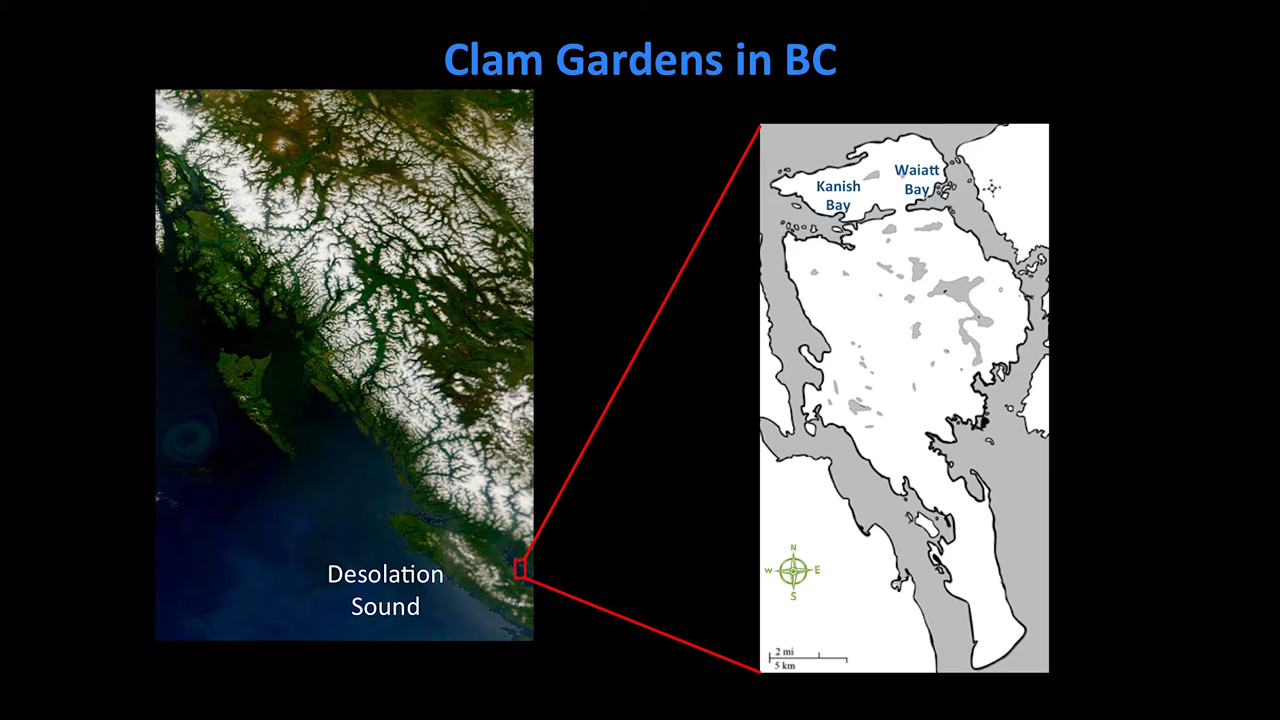 Clam Gardens in BC
Desolation
Sound
Kanish
Bay
Waiatt
Bay
N
W
E
S
2 mi
5 km